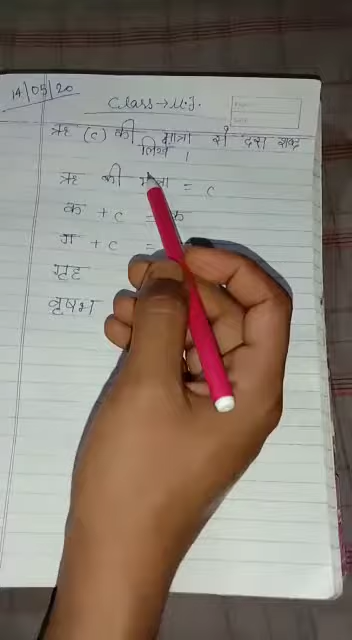 14/05/20
Class → U.J.
ऋ (ृ) की मात्रा से दस शब्द
लिखे ।
ऋ की = ृ
क + ृ =
ग + ृ =
गृह
वृषभ